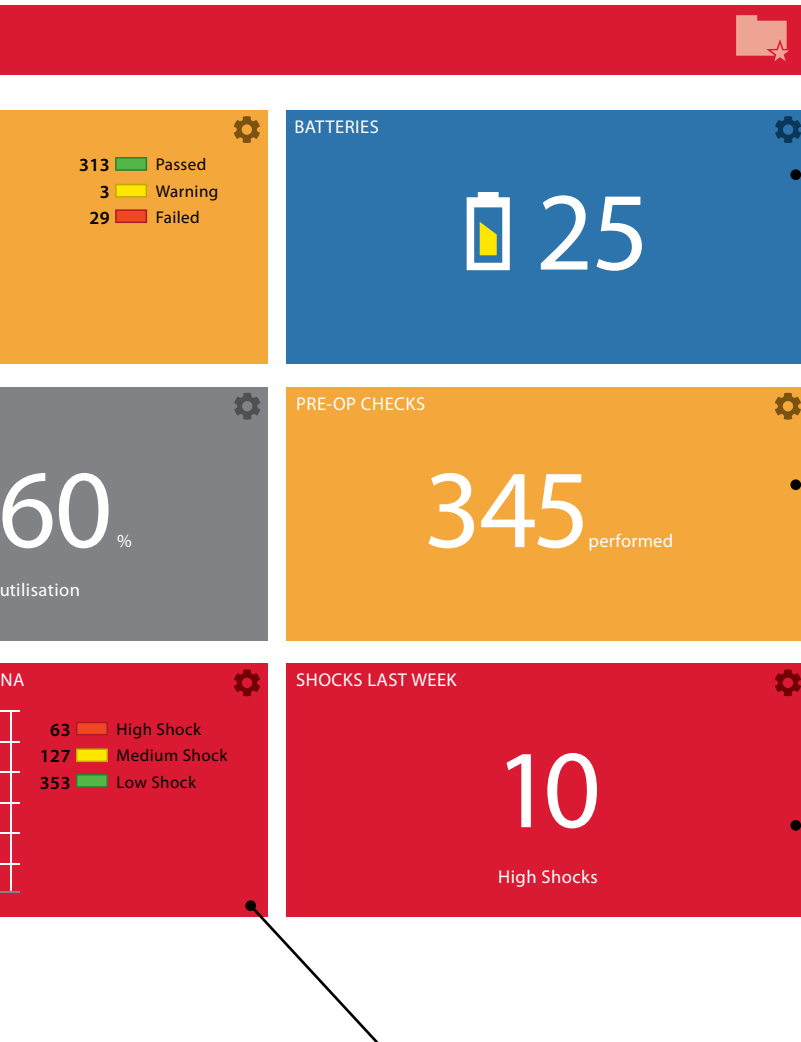 313 Passed
3 Warning
29 Failed
BATTERIES
25
60 %
utilisation
PRE-OP CHECKS
345 performed
NA
63 High Shock
127 Medium Shock
353 Low Shock
SHOCKS LAST WEEK
10
High Shocks